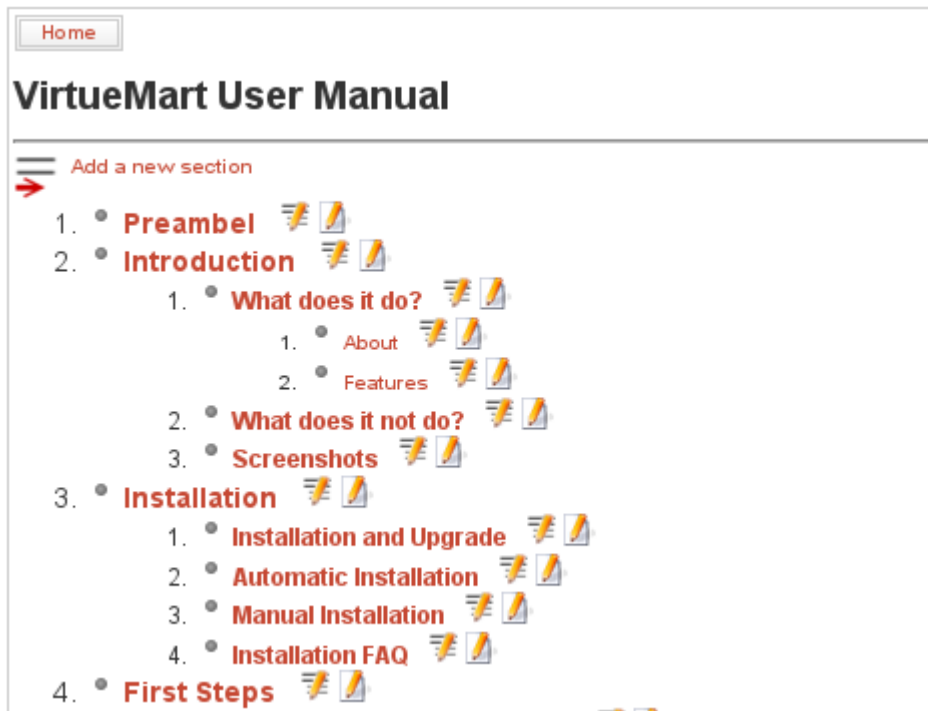 Home
VirtueMart User Manual
Add a new section
1. Preambel
2. Introduction
1. What does it do?
1. About
2. Features
2. What does it not do?
3. Screenshots
3. Installation
1. Installation and Upgrade
2. Automatic Installation
3. Manual Installation
4. Installation FAQ
4. First Steps